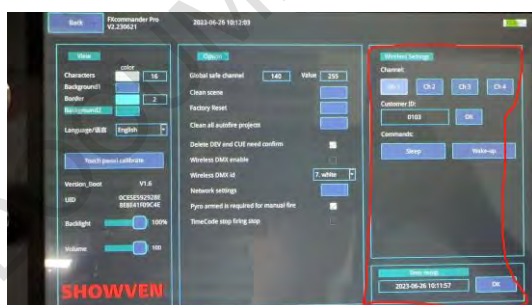 Back
FXcommander Pro
V2.230621
2023-06-26 10:12:03
View
color
Characters
16
Background1
Border
2
Background2
Language/语言
English
Touch panel calibrate
Version_Boot
V1.6
UID
Backlight
100%
Volume
100
SHOWVEN
Option
Global safe channel
140
Value
255
Clean scene
Factory Reset
Clean all autofire projects
Delete DEV and CUE need confirm
Wireless DMX enable
Wireless DMX id
7. white
Network settings
Pyro armed is required for manual fire
TimeCode stop firing stop
Wireless Settings
Channel:
Ch 1
Ch 2
Ch 3
Ch 4
Customer ID:
0103
OK
Commands:
Sleep
Wake-up
Time Setup
2023-06-26 10:11:57
OK